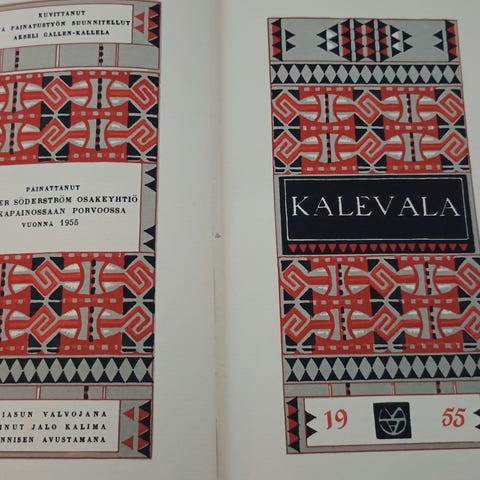 KUVITTANUT
A PAINATUSTYÖN SUUNNITELLUT
AKSELI GALLEN-KALLELA
PAINATTANUT
ER SÖDERSTRÖM OSAKEYHTIÖ
KAPAINOSSAAN PORVOOSSA
VUONNA 1955
IASUN VALVOJANA
INUT JALO KALIMA
NNISEN AVUSTAMANA
KALEVALA
19 55